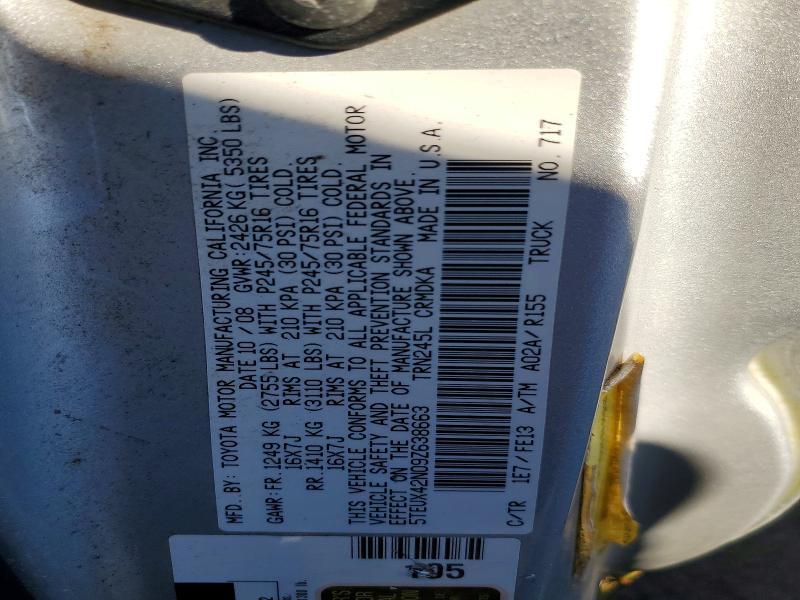 MFD. BY: TOYOTA MOTOR MANUFACTURING CALIFORNIA INC.
DATE 10 / 08 GVWR: 2426 KG ( 5350 LBS)
GAWR: FR. 1249 KG (2755 LBS) WITH P245/75R16 TIRES
16X7J RIMS AT 210 KPA (30 PSI) COLD.
RR. 1410 KG (3110 LBS) WITH P245/75R16 TIRES
16X7J RIMS AT 210 KPA (30 PSI) COLD.
THIS VEHICLE CONFORMS TO ALL APPLICABLE FEDERAL MOTOR
VEHICLE SAFETY AND THEFT PREVENTION STANDARDS IN
EFFECT ON THE DATE OF MANUFACTURE SHOWN ABOVE.
5TEUX42N09Z638663 TRN245L CRMDKA MADE IN U.S.A.
C/TR 1E7 / FE13 A/TM A02A / R155 TRUCK NO. 717